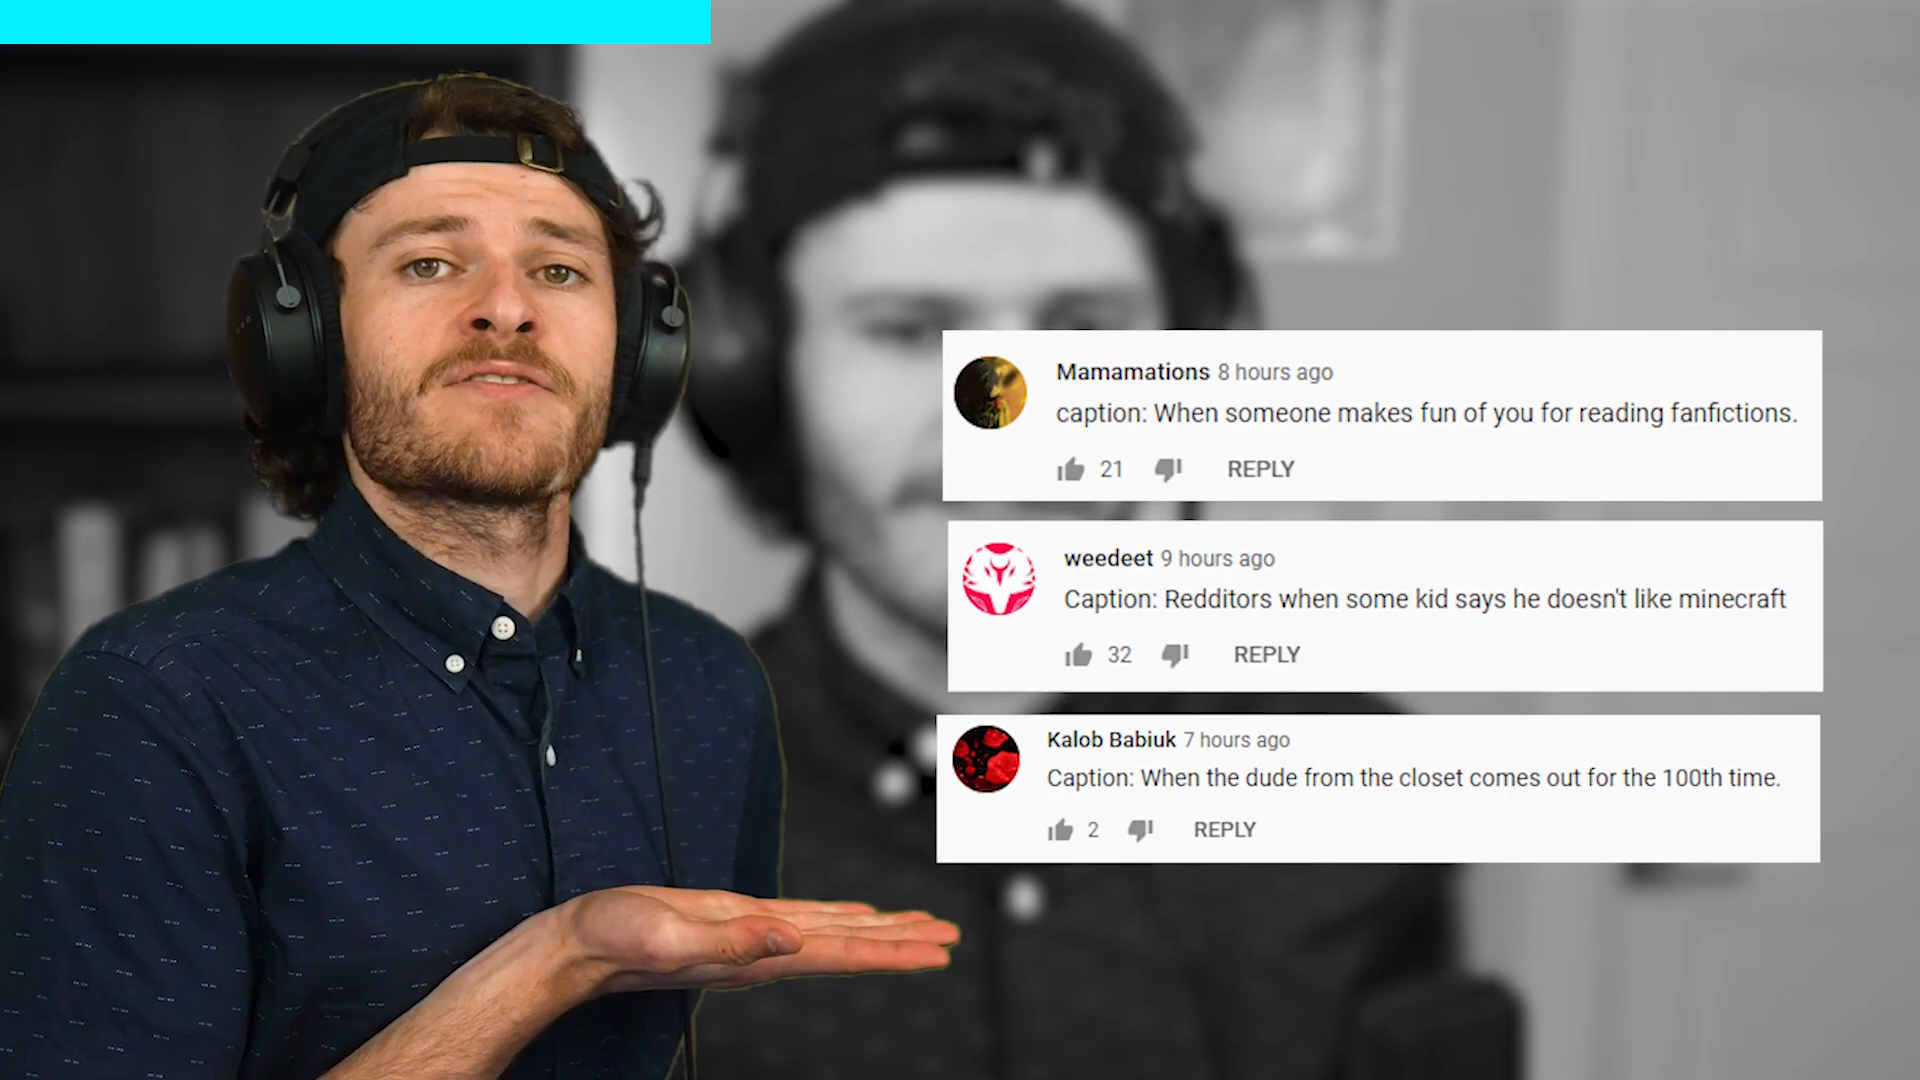 Mamamations 8 hours ago
caption: When someone makes fun of you for reading fanfictions.
21 REPLY
weedeet 9 hours ago
Caption: Redditors when some kid says he doesn't like minecraft
32 REPLY
Kalob Babiuk 7 hours ago
Caption: When the dude from the closet comes out for the 100th time.
2 REPLY